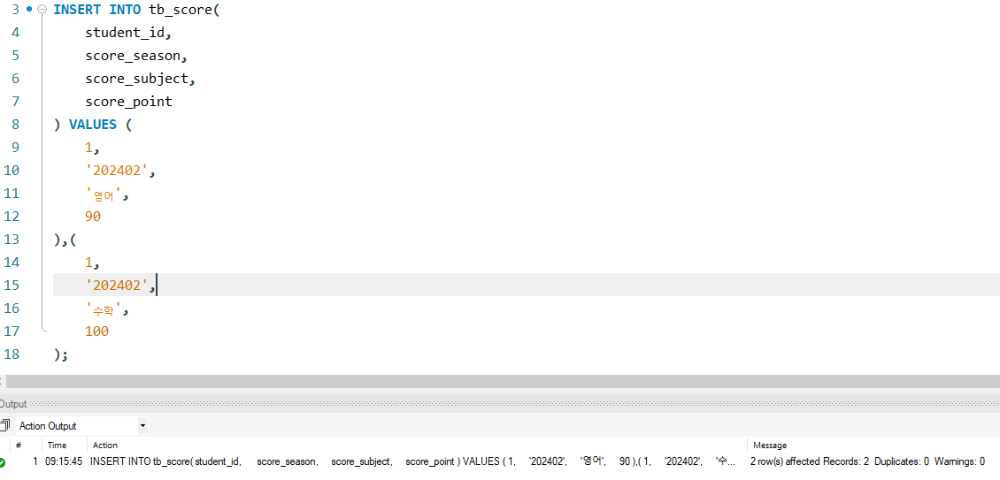 3 INSERT INTO tb_score(
4 student_id,
5 score_season,
6 score_subject,
7 score_point
8 ) VALUES (
9 1,
10 '202402',
11 '영어',
12 90
13 ),(
14 1,
15 '202402',
16 '수학',
17 100
18 );
Output
Action Output
# Time Action Message
1 09:15:45 INSERT INTO tb_score( student_id, score_season, score_subject, score_point ) VALUES ( 1, '202402', '영어', 90 ),( 1, '202402', '수... 2 row(s) affected Records: 2 Duplicates: 0 Warnings: 0